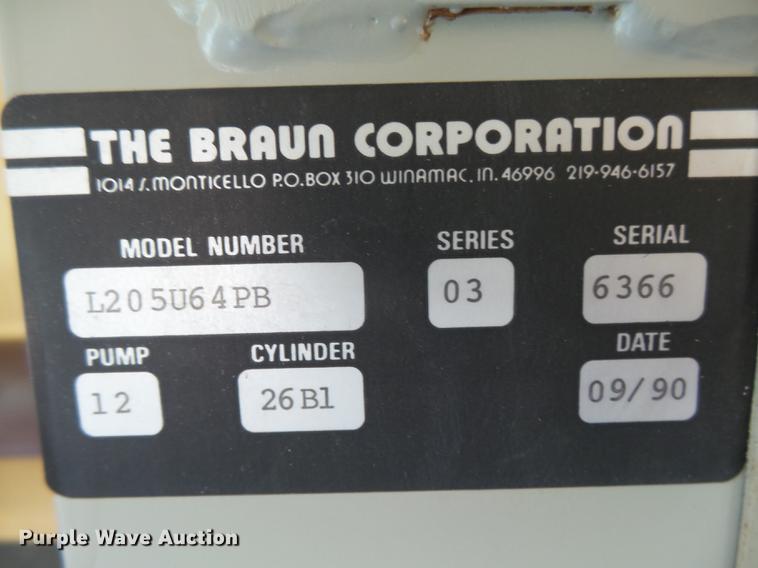 THE BRAUN CORPORATION
1014 S. MONTICELLO P.O. BOX 310 WINAMAC, IN. 46996 219-946-6157
MODEL NUMBER SERIES SERIAL
L205U64PB 03 6366
PUMP CYLINDER DATE
12 26B1 09/90
Purple Wave Auction